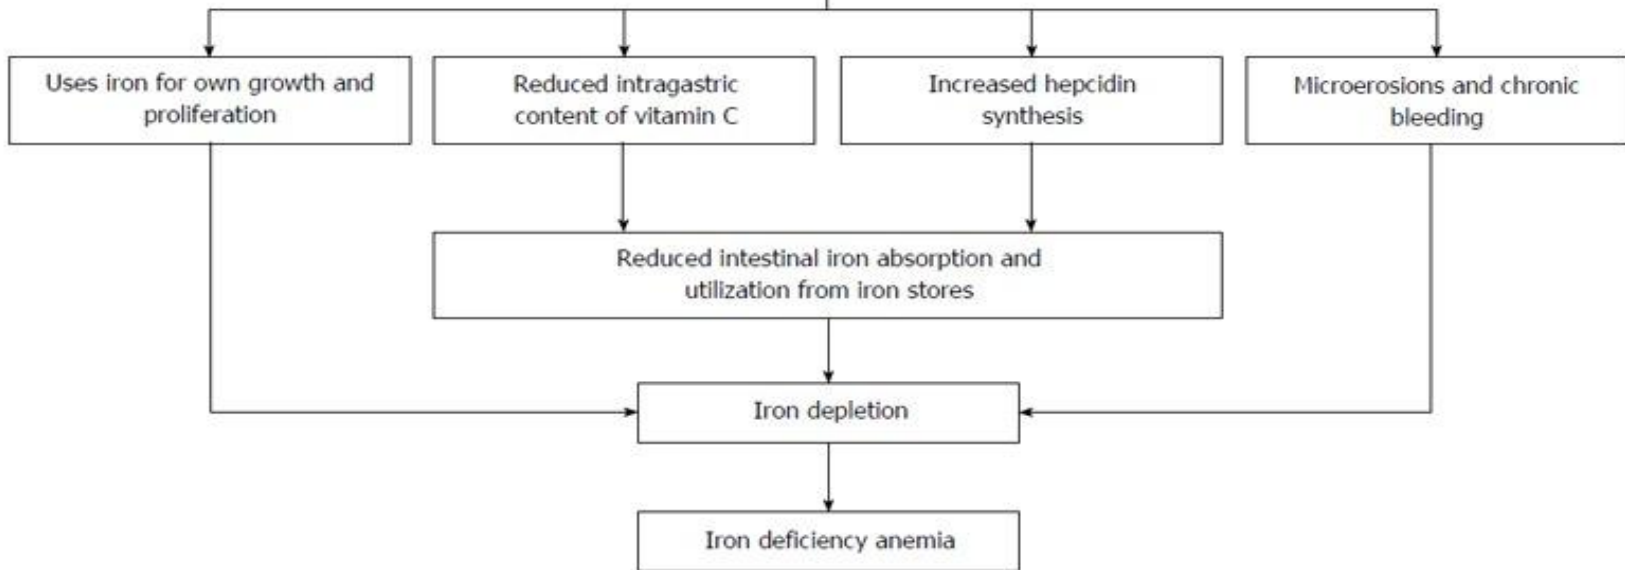 Uses iron for own growth and
proliferation
Reduced intragastric
content of vitamin C
Increased hepcidin
synthesis
Microerosions and chronic
bleeding
Reduced intestinal iron absorption and
utilization from iron stores
Iron depletion
Iron deficiency anemia